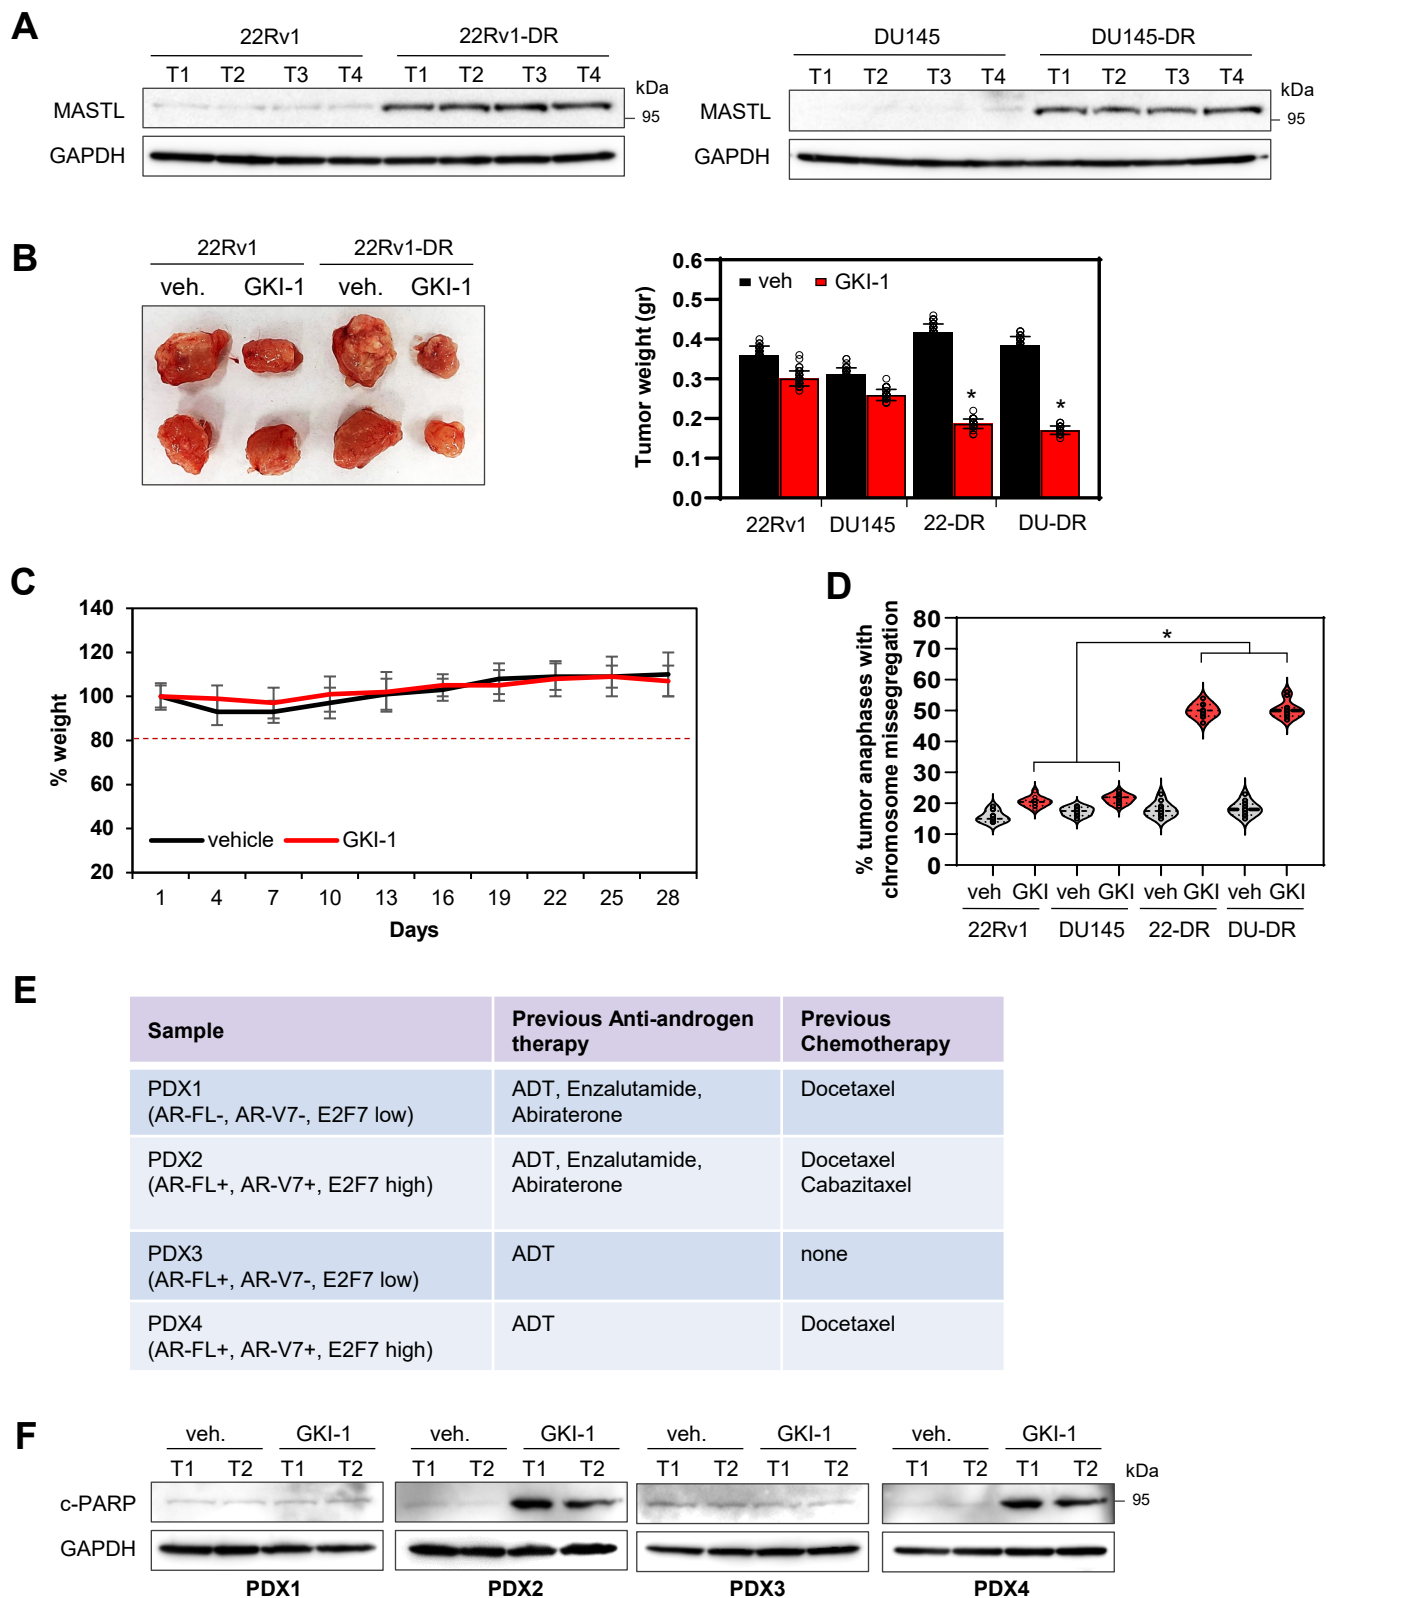 A
22Rv1
22Rv1-DR
T1 T2 T3 T4 T1 T2 T3 T4
kDa
MASTL
95
GAPDH
DU145
DU145-DR
T1 T2 T3 T4 T1 T2 T3 T4
kDa
MASTL
95
GAPDH
B
22Rv1
22Rv1-DR
veh. GKI-1 veh. GKI-1
Tumor weight (gr)
0.6
0.5
0.4
0.3
0.2
0.1
0.0
veh GKI-1
*
*
22Rv1 DU145 22-DR DU-DR
C
% weight
140
120
100
80
60
40
20
vehicle GKI-1
1 4 7 10 13 16 19 22 25 28
Days
D
% tumor anaphases with
chromosome missegregation
80
70
60
50
40
30
20
10
0
*
veh GKI veh GKI veh GKI veh GKI
22Rv1 DU145 22-DR DU-DR
E
Sample
Previous Anti-androgen
therapy
Previous
Chemotherapy
PDX1
(AR-FL-, AR-V7-, E2F7 low)
ADT, Enzalutamide,
Abiraterone
Docetaxel
PDX2
(AR-FL+, AR-V7+, E2F7 high)
ADT, Enzalutamide,
Abiraterone
Docetaxel
Cabazitaxel
PDX3
(AR-FL+, AR-V7-, E2F7 low)
ADT
none
PDX4
(AR-FL+, AR-V7+, E2F7 high)
ADT
Docetaxel
F
veh. GKI-1 veh. GKI-1 veh. GKI-1 veh. GKI-1
T1 T2 T1 T2 T1 T2 T1 T2 T1 T2 T1 T2 T1 T2 T1 T2
kDa
c-PARP
95
GAPDH
PDX1 PDX2 PDX3 PDX4